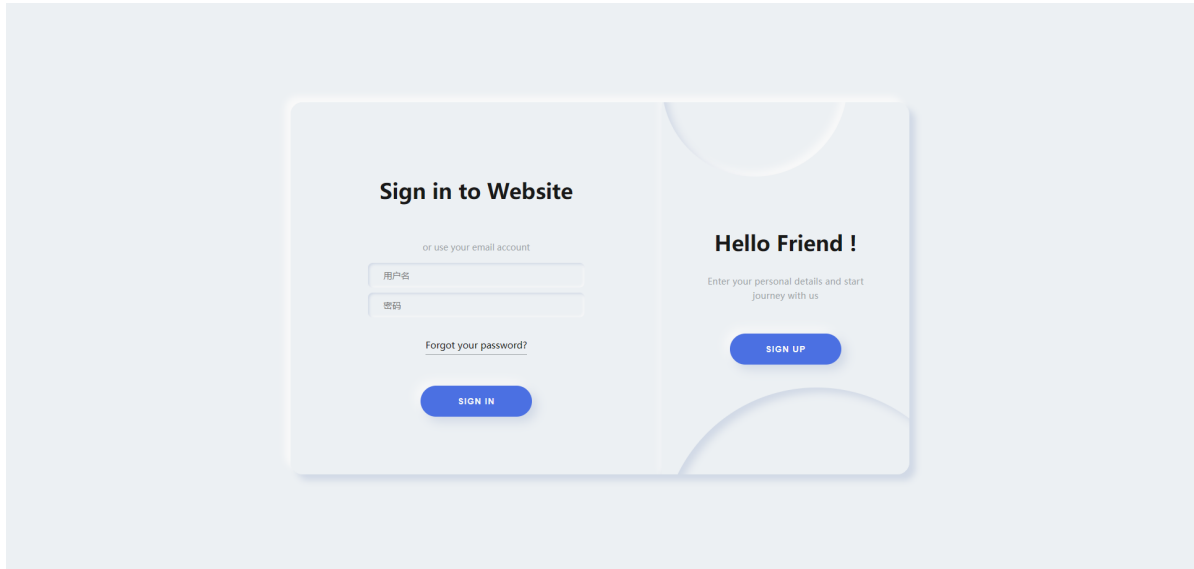 Sign in to Website
or use your email account
用户名
密码
Forgot your password?
SIGN IN
Hello Friend !
Enter your personal details and start
journey with us
SIGN UP